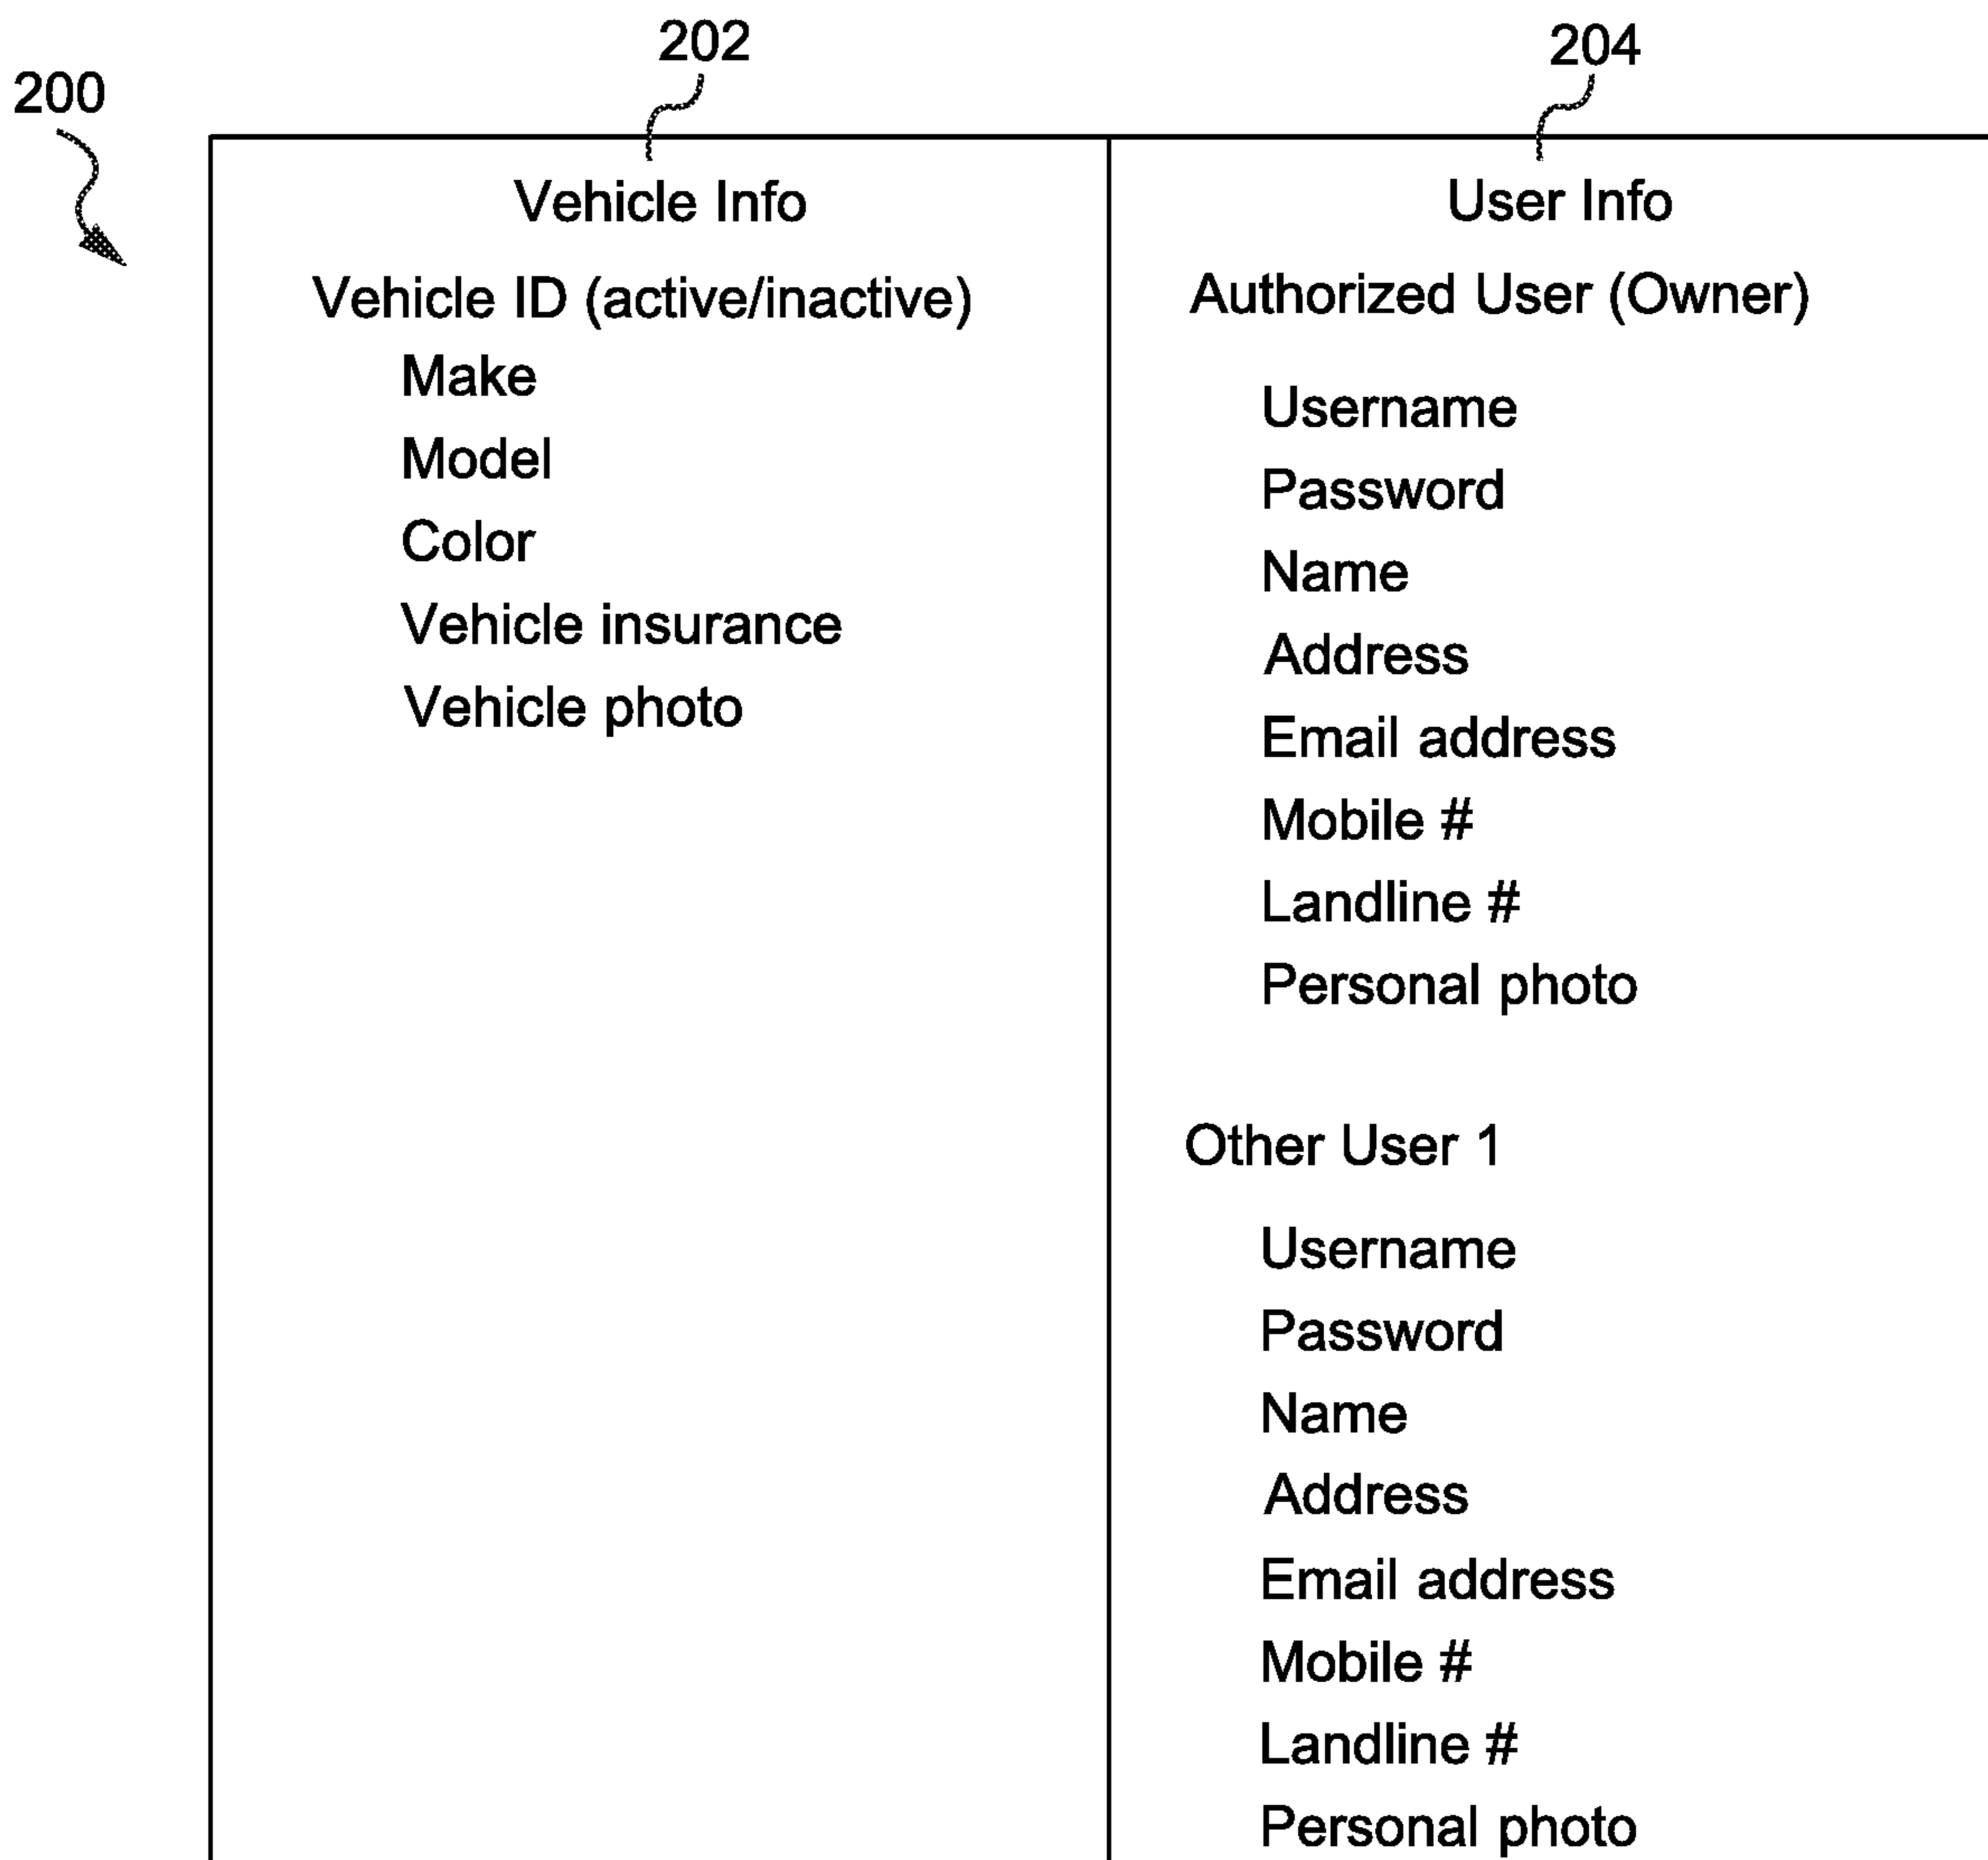 202
204
200
Vehicle Info
Vehicle ID (active/inactive)
Make
Model
Color
Vehicle insurance
Vehicle photo
User Info
Authorized User (Owner)
Username
Password
Name
Address
Email address
Mobile #
Landline #
Personal photo
Other User 1
Username
Password
Name
Address
Email address
Mobile #
Landline #
Personal photo